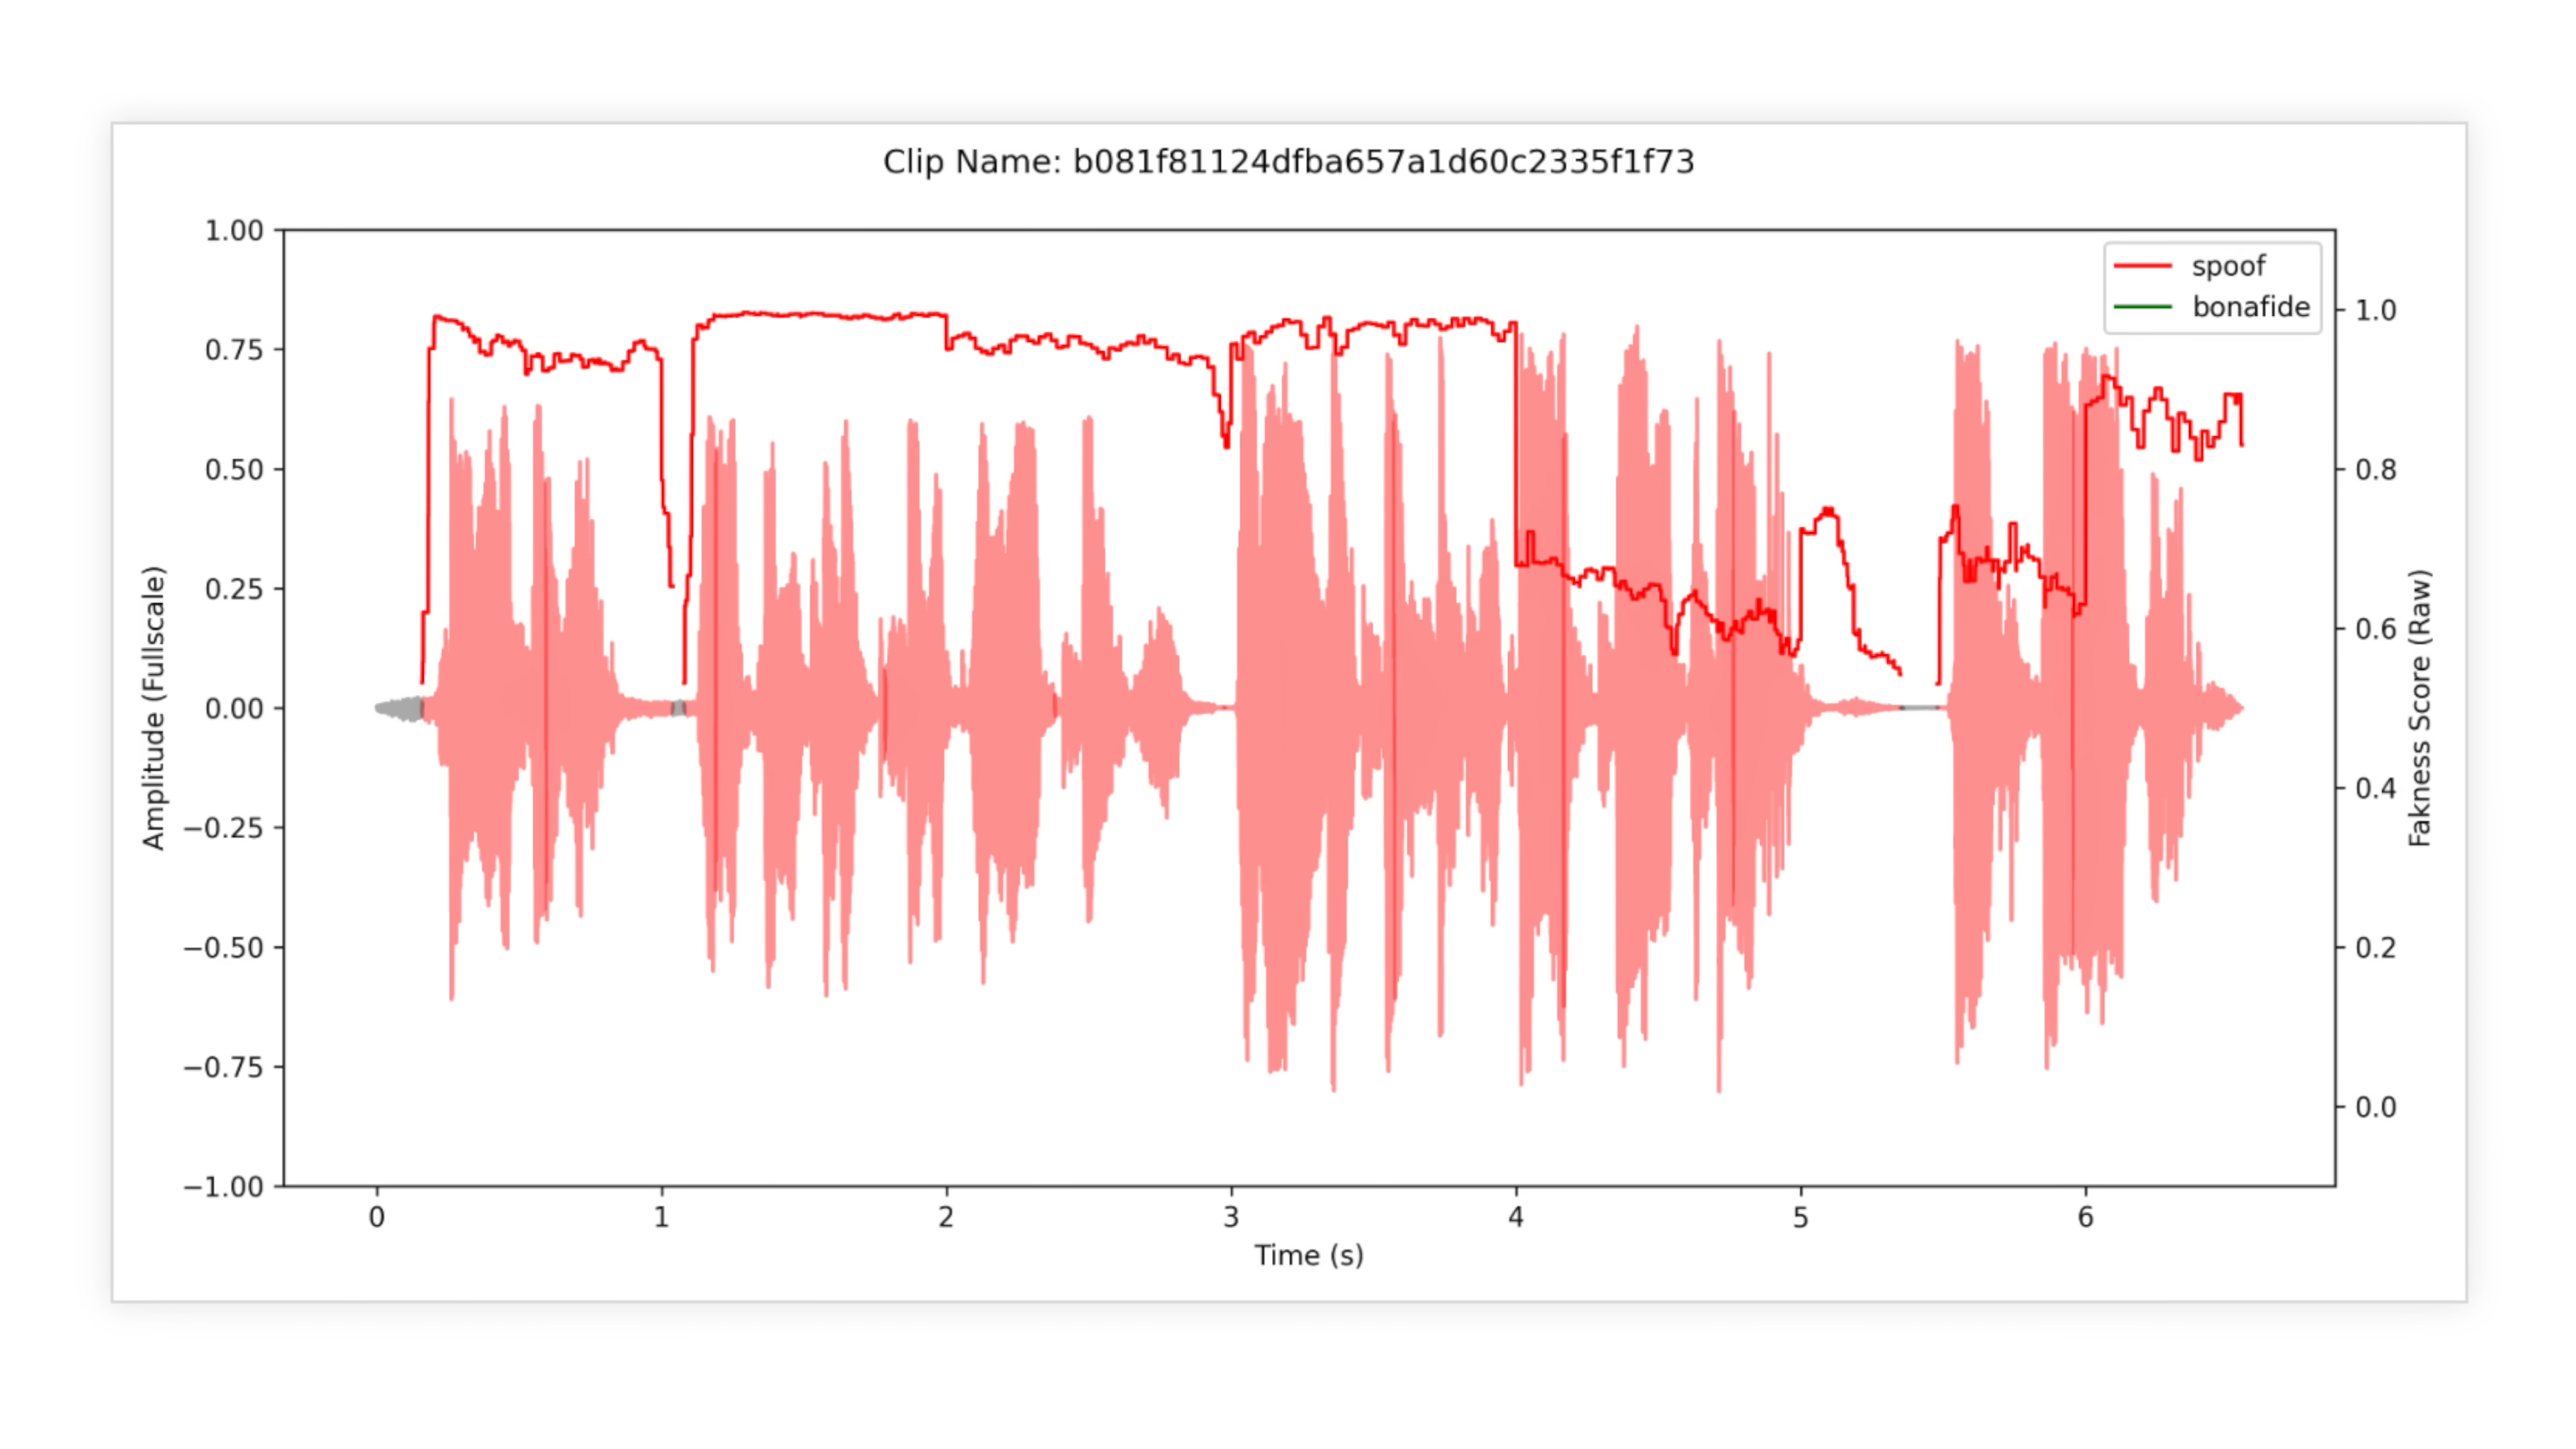 Clip Name: b081f81124dfba657a1d60c2335f1f73
spoof
bonafide
1.00
0.75
0.50
0.25
0.00
−0.25
−0.50
−0.75
−1.00
Amplitude (Fullscale)
1.0
0.8
0.6
0.4
0.2
0.0
Fakness Score (Raw)
0 1 2 3 4 5 6
Time (s)